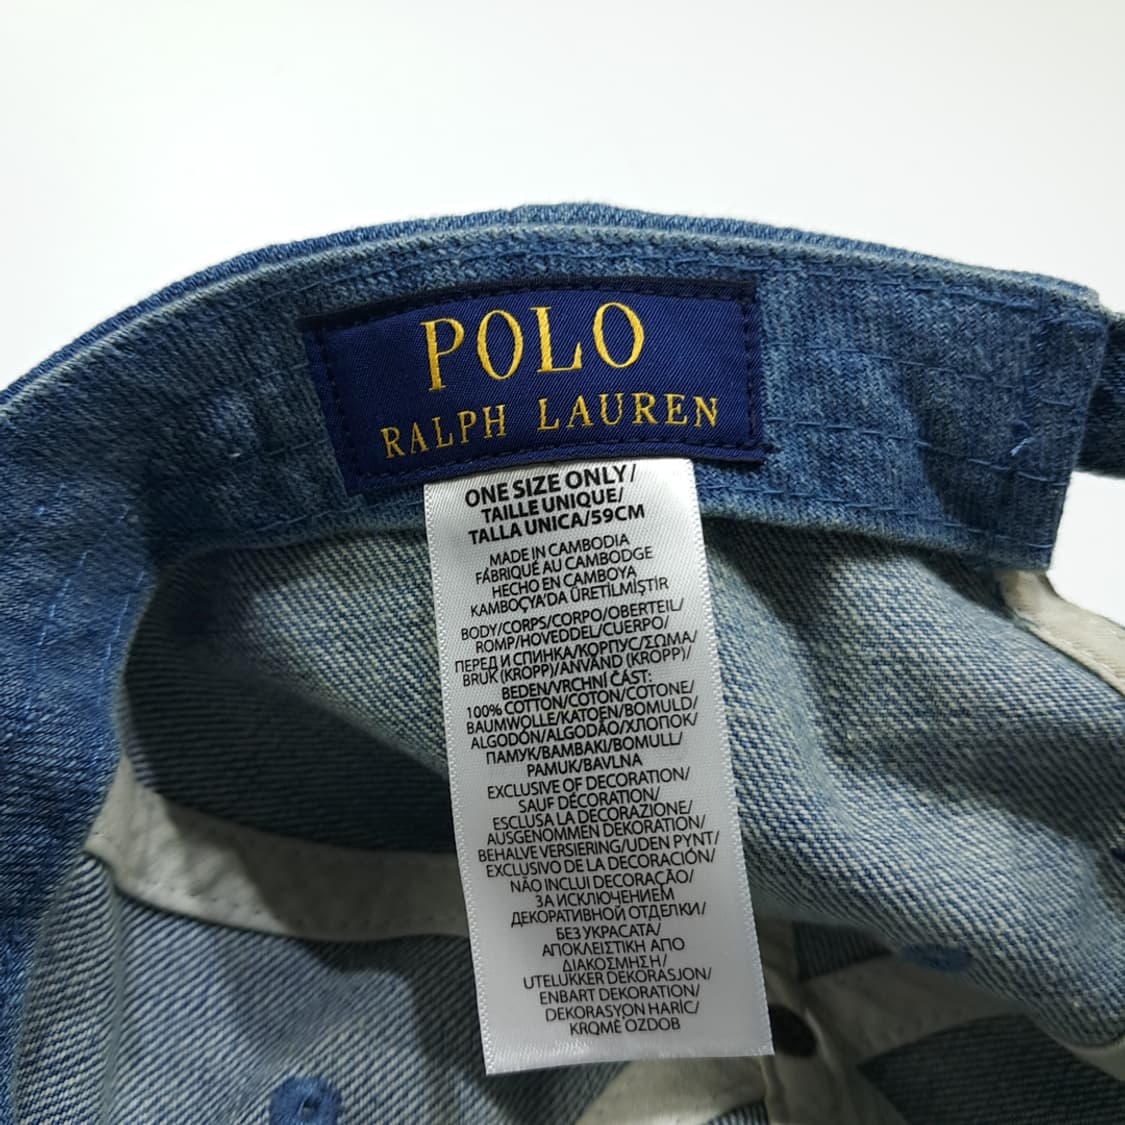 POLO
RALPH LAUREN
ONE SIZE ONLY/
TAILLE UNIQUE/
TALLA UNICA/59CM
MADE IN CAMBODIA
FÁBRIQUÉ AU CAMBODGE
HECHO EN CAMBOYA
KAMBOÇYA'DA ÜRETİLMİŞTİR
BODY/CORPS/CORPO/OBERTEIL/
ROMP/HOVEDDEL/CUERPO/
ПЕРЕД И СПИНКА/КОРПУС/ΣΩΜΑ/
BRUK (KROPP)/ANVÄND (KROPP)/
BEDEN/VRCHNÍ ČÁST:
100% COTTON/COTON/COTONE/
BAUMWOLLE/KATOEN/BOMULD/
ALGODÓN/ALGODÃO/ХЛОПОК/
ПАМУК/BAMBAKI/BOMULL/
PAMUK/BAVLNA
EXCLUSIVE OF DECORATION/
SAUF DÉCORATION/
ESCLUSA LA DECORAZIONE/
AUSGENOMMEN DEKORATION/
BEHALVE VERSIERING/UDEN PYNT/
EXCLUSIVO DE LA DECORACIÓN/
NÃO INCLUI DECORAÇÃO/
ЗА ИСКЛЮЧЕНИЕМ
ДЕКОРАТИВНОЙ ОТДЕЛКИ/
БЕЗ УКРАСАТА/
ΑΠΟΚΛΕΙΣΤΙΚΗ ΑΠΟ
ΔΙΑΚΟΣΜΗΣΗ/
UTELUKKER DEKORASJON/
ENBART DEKORATION/
DEKORASYON HARİC/
KRQMĚ OZDOB